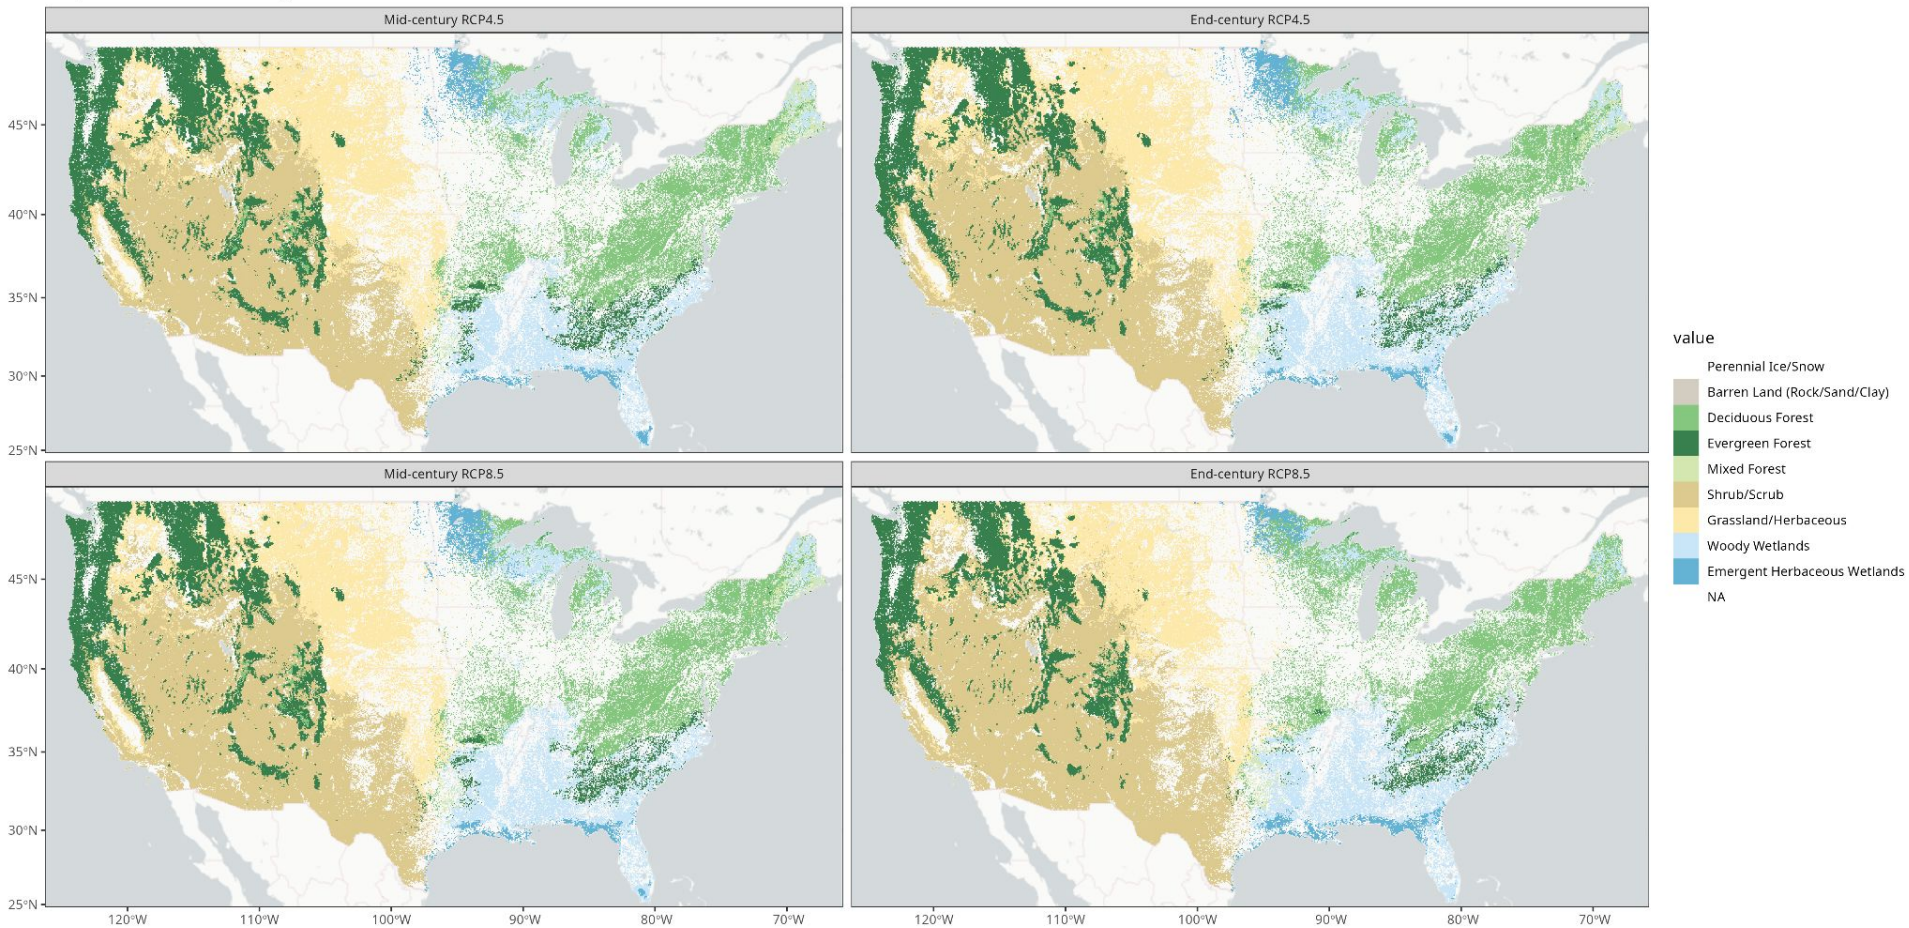 Mid-century RCP4.5
End-century RCP4.5
45°N
40°N
35°N
30°N
25°N
Mid-century RCP8.5
End-century RCP8.5
45°N
40°N
35°N
30°N
25°N
120°W 110°W 100°W 90°W 80°W 70°W
120°W 110°W 100°W 90°W 80°W 70°W
value
Perennial Ice/Snow
Barren Land (Rock/Sand/Clay)
Deciduous Forest
Evergreen Forest
Mixed Forest
Shrub/Scrub
Grassland/Herbaceous
Woody Wetlands
Emergent Herbaceous Wetlands
NA